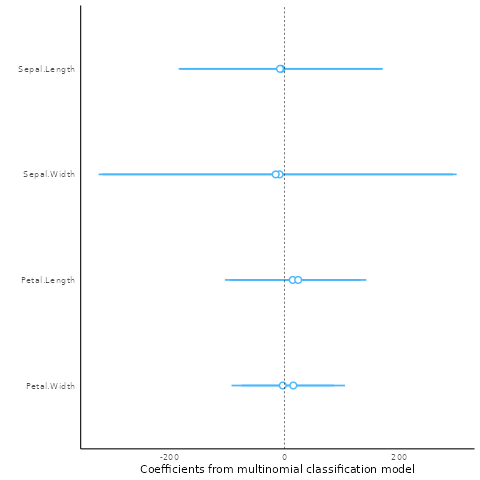 Sepal.Length
Sepal.Width
Petal.Length
Petal.Width
-200 0 200
Coefficients from multinomial classification model